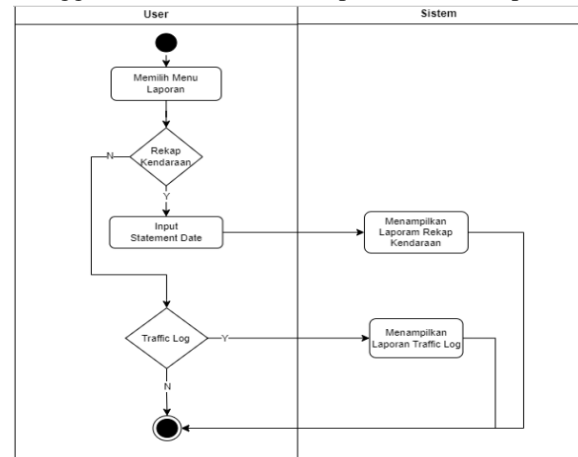 User
Sistem
Memilih Menu
Laporan
Rekap
Kendaraan
N
Y
Input
Statement Date
Menampilkan
Laporam Rekap
Kendaraan
Traffic Log
Y
Menampilkan
Laporan Traffic Log
N